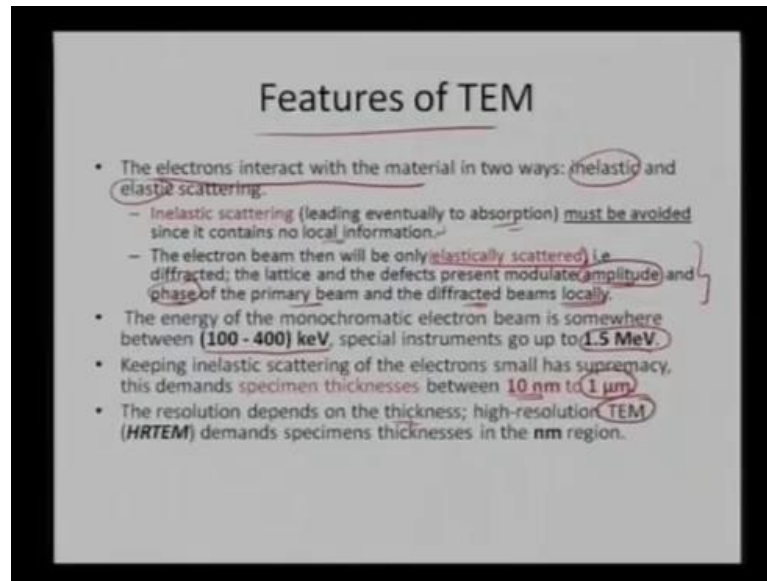 Features of TEM
• The electrons interact with the material in two ways: inelastic and
elastic scattering.
– Inelastic scattering (leading eventually to absorption) must be avoided
since it contains no local information.
– The electron beam then will be only elastically scattered, i.e
diffracted; the lattice and the defects present modulate amplitude and
phase of the primary beam and the diffracted beams locally.
• The energy of the monochromatic electron beam is somewhere
between (100 - 400) keV, special instruments go up to 1.5 MeV.
• Keeping inelastic scattering of the electrons small has supremacy,
this demands specimen thicknesses between 10 nm to 1 µm.
• The resolution depends on the thickness; high-resolution TEM
(HRTEM) demands specimens thicknesses in the nm region.